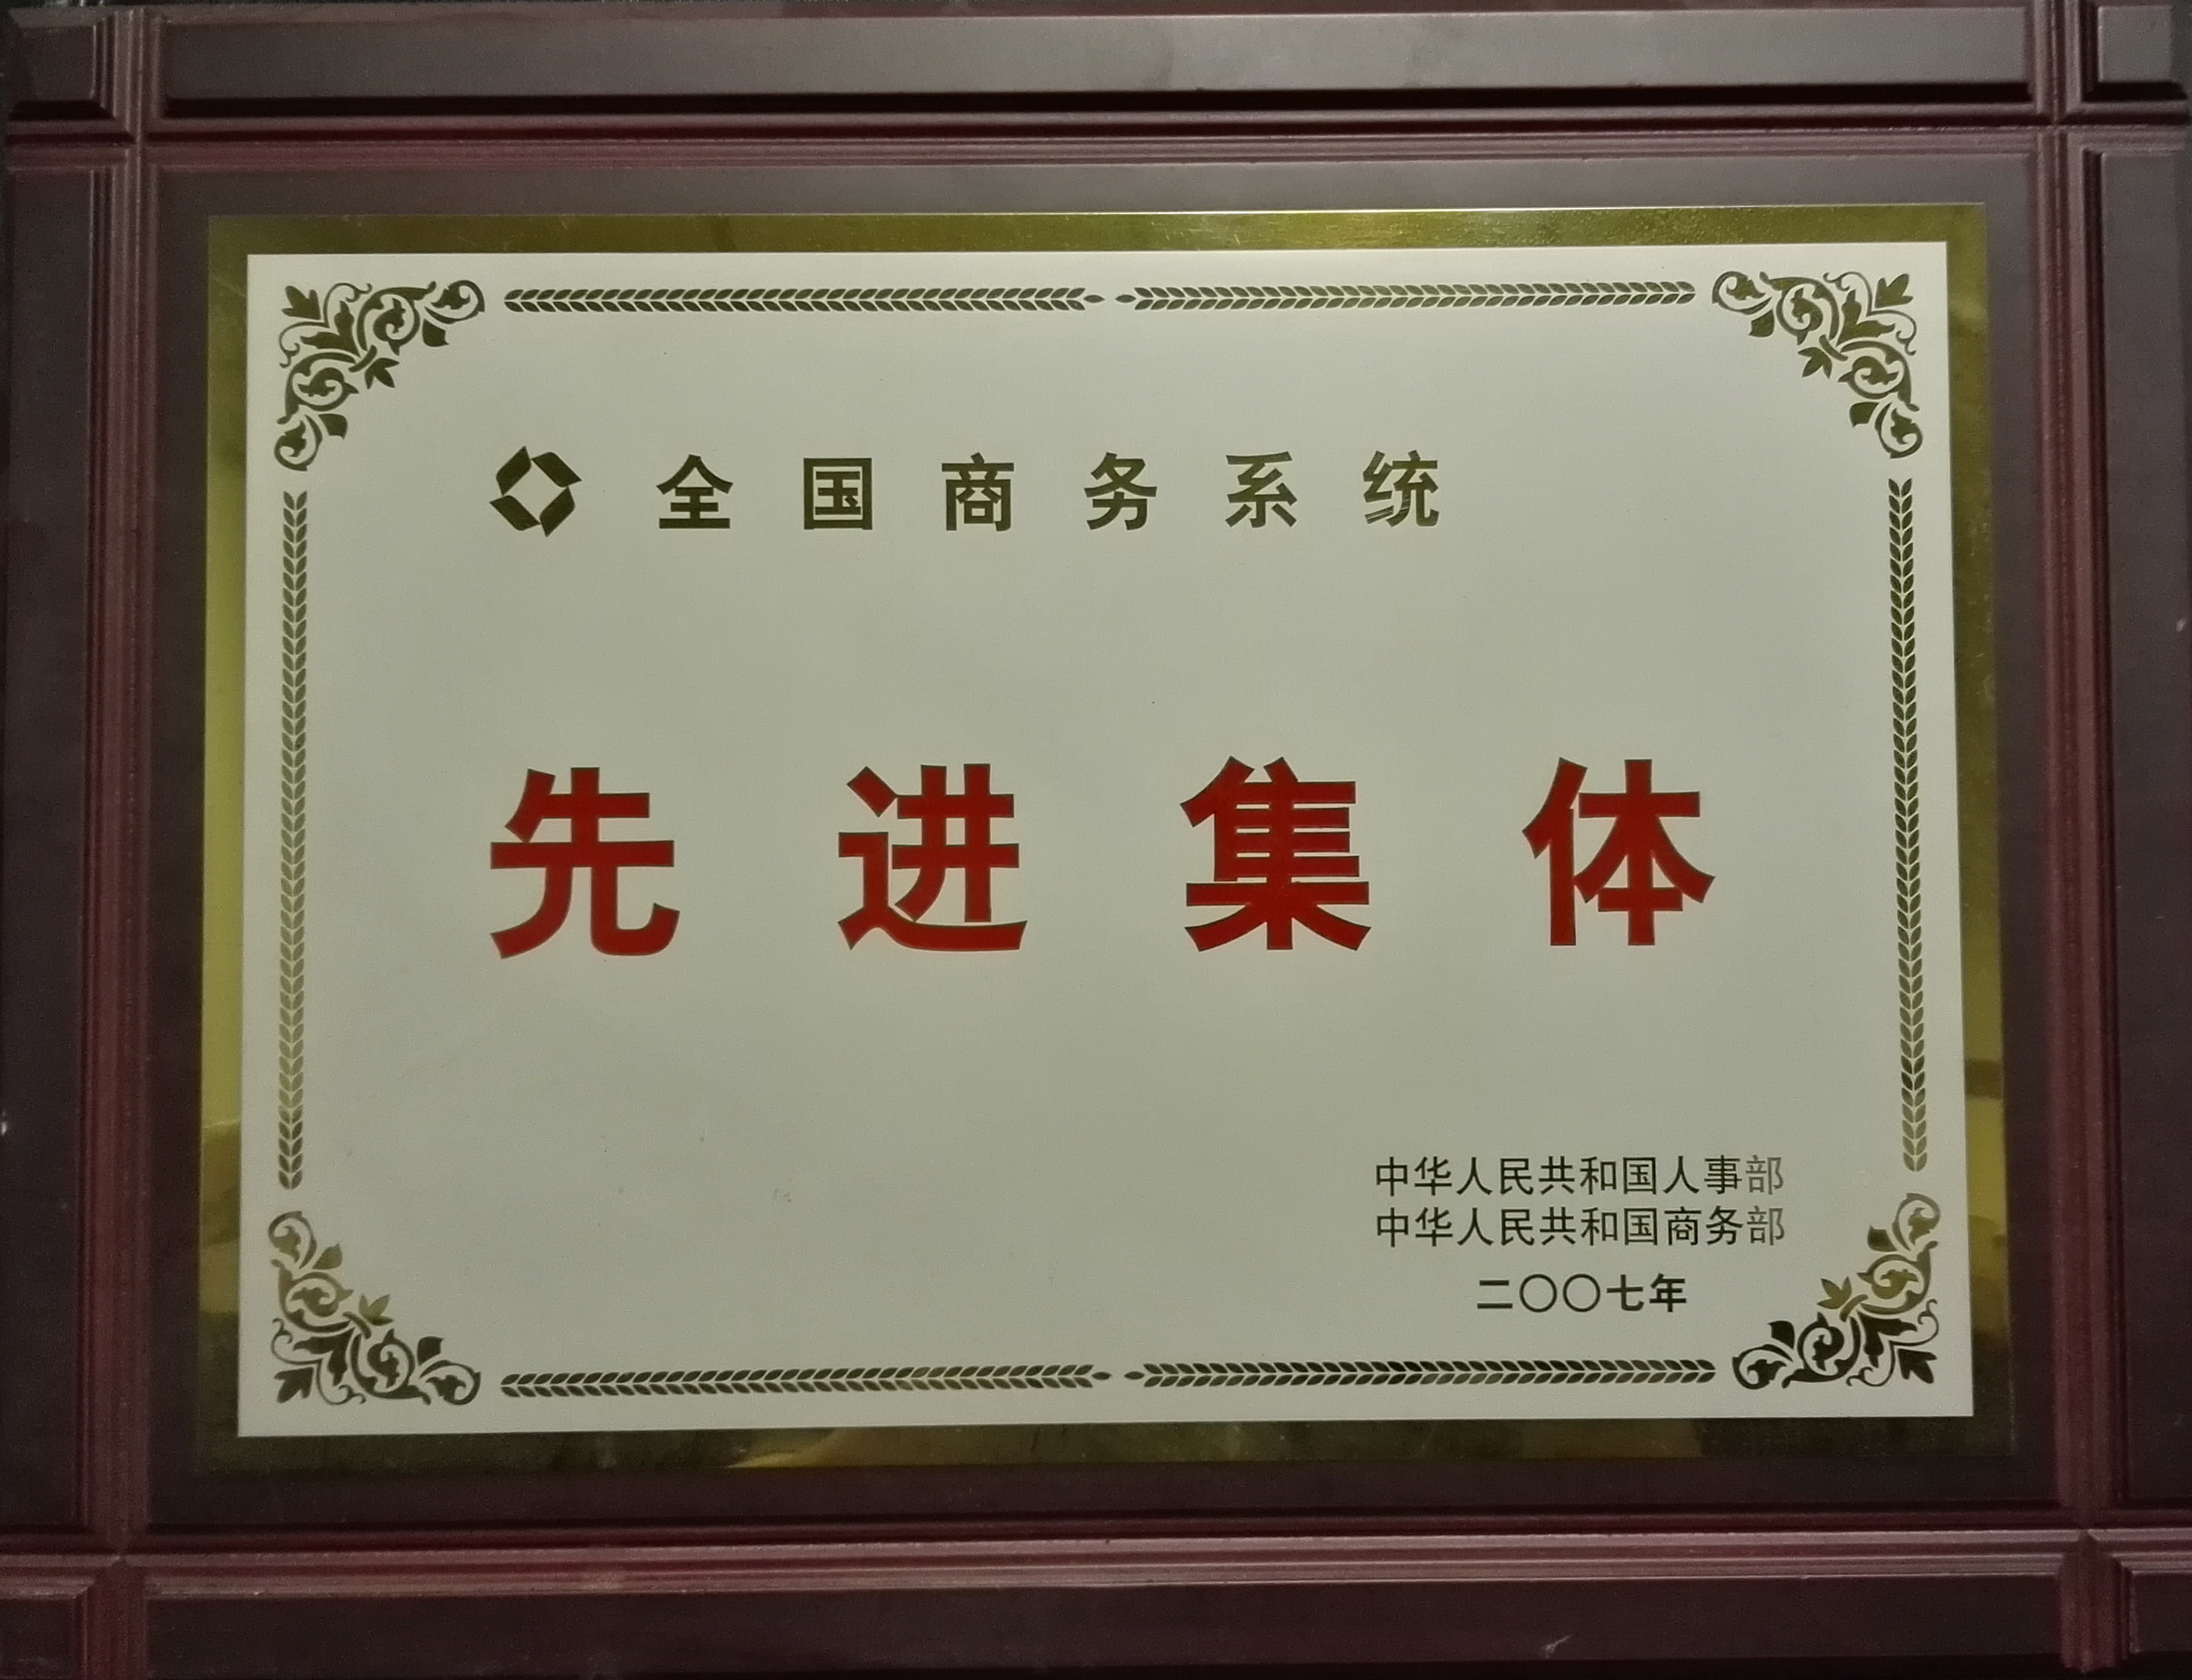 全国商务系统
先进集体
中华人民共和国人事部
中华人民共和国商务部
二〇〇七年